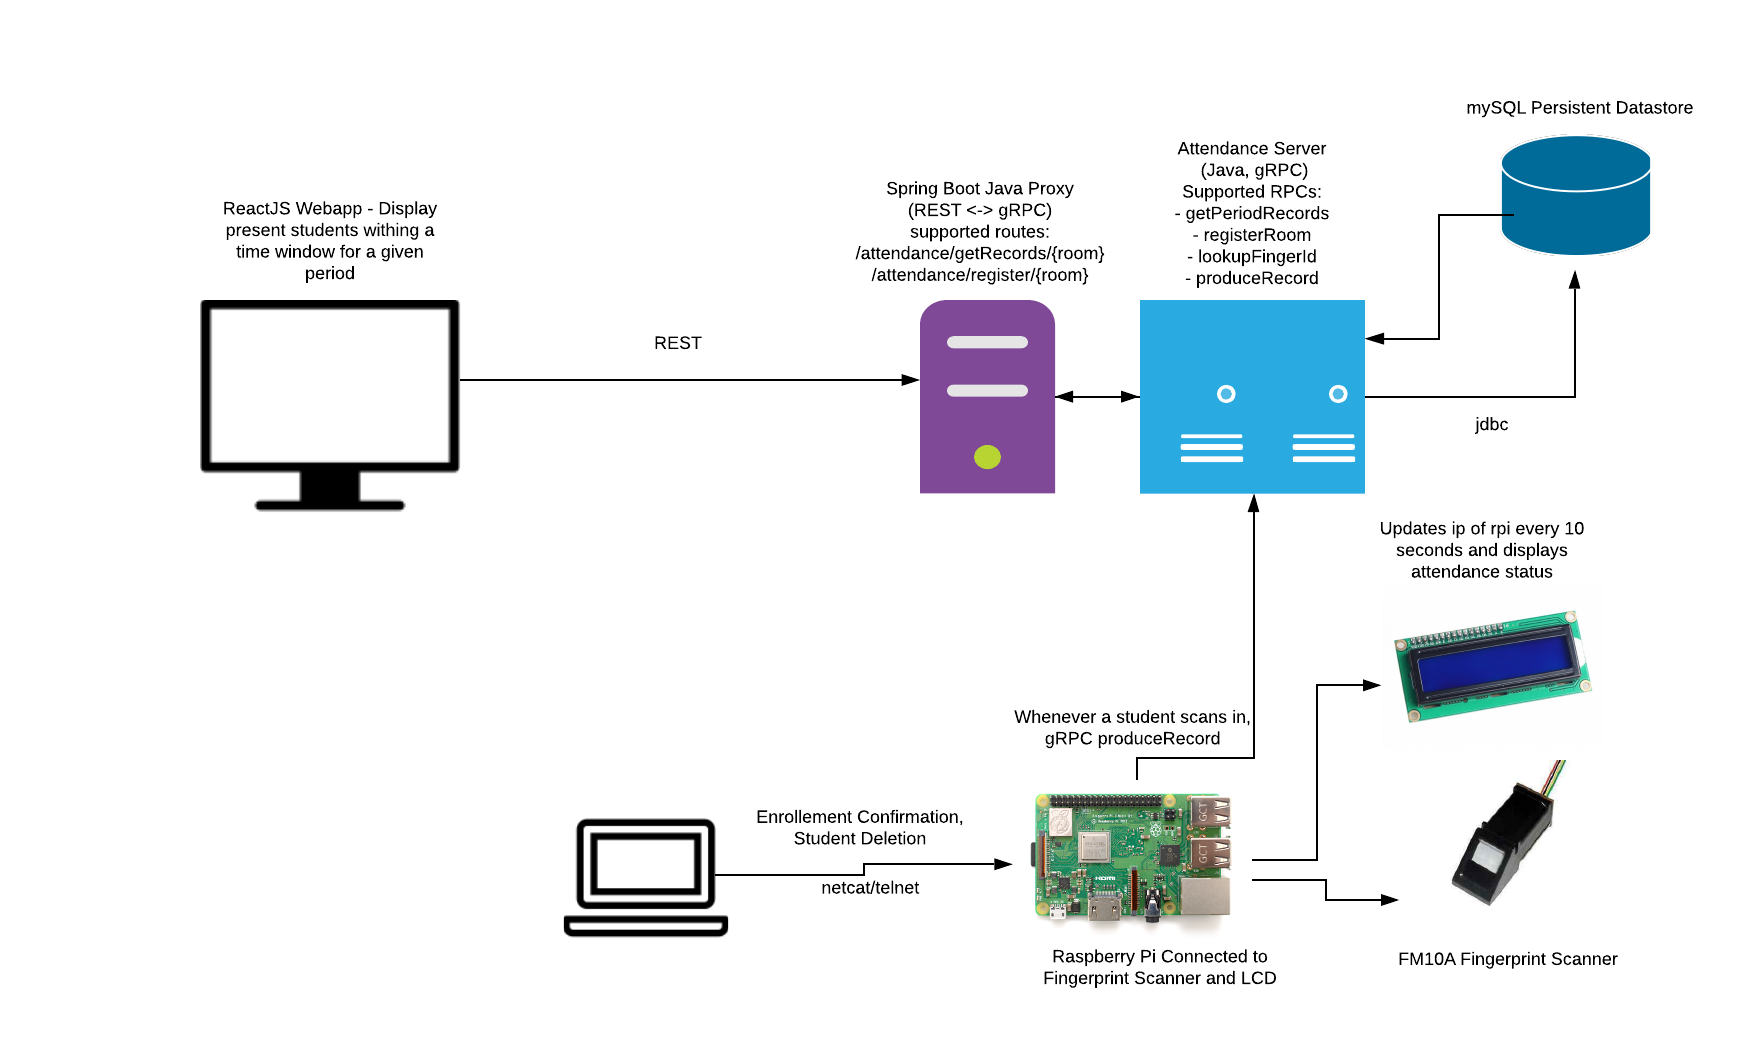 mySQL Persistent Datastore
Attendance Server
(Java, gRPC)
Supported RPCs:
- getPeriodRecords
- registerRoom
- lookupFingerId
- produceRecord
Spring Boot Java Proxy
(REST <-> gRPC)
supported routes:
/attendance/getRecords/{room}
/attendance/register/{room}
ReactJS Webapp - Display
present students withing a
time window for a given
period
REST
jdbc
Updates ip of rpi every 10
seconds and displays
attendance status
Whenever a student scans in,
gRPC produceRecord
Enrollement Confirmation,
Student Deletion
netcat/telnet
GCT
GCT
HDMI
Raspberry Pi Connected to
Fingerprint Scanner and LCD
FM10A Fingerprint Scanner